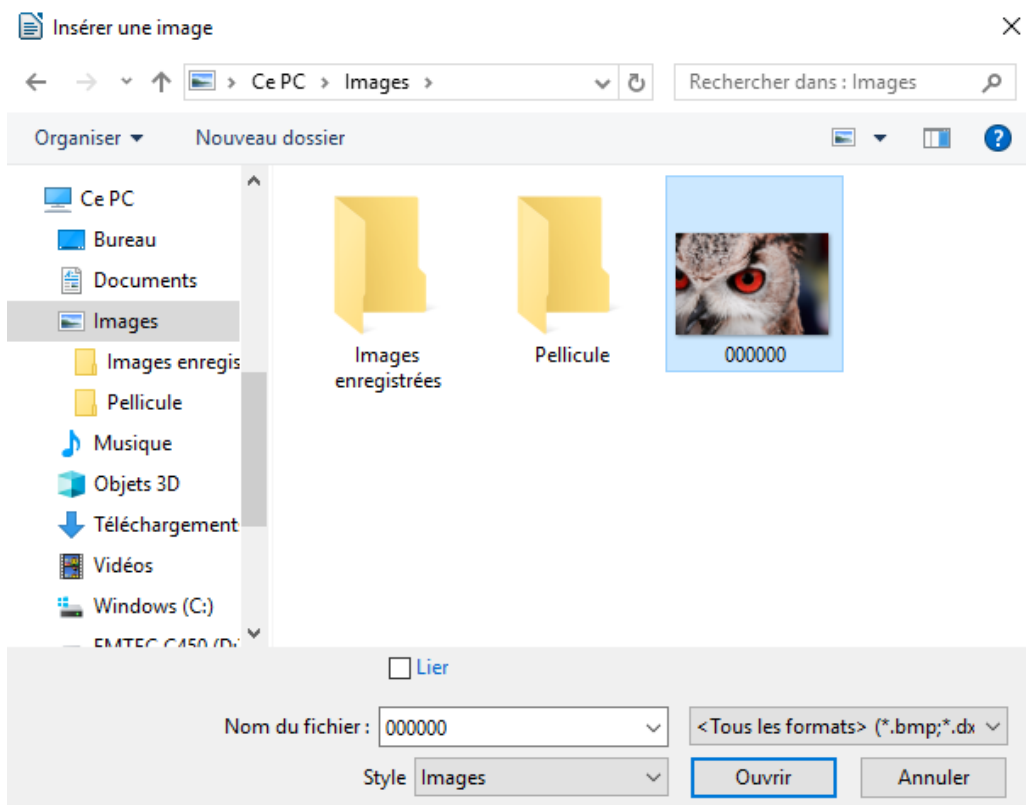 Insérer une image
Ce PC > Images >
Rechercher dans : Images
Organiser
Nouveau dossier
?
Ce PC
Bureau
Documents
Images
Images enregis
Pellicule
Musique
Objets 3D
Téléchargement
Vidéos
Windows (C:)
EMTEC C450 (D:
Images
enregistrées
Pellicule
000000
Lier
Nom du fichier : 000000
<Tous les formats> (*.bmp;*.dx
Style Images
Ouvrir
Annuler